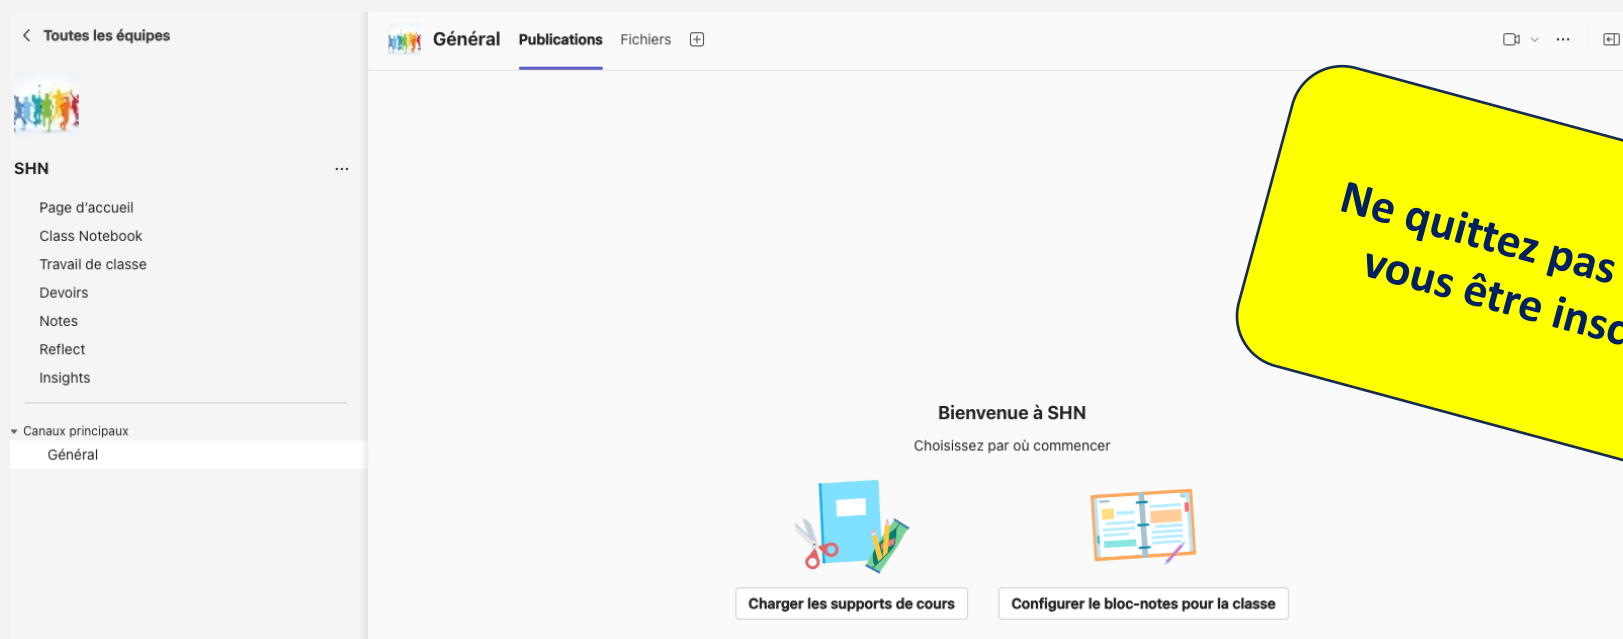 Toutes les équipes
SHN
Page d'accueil
Class Notebook
Travail de classe
Devoirs
Notes
Reflect
Insights
Canaux principaux
Général
Général Publications Fichiers
Ne quittez pas
vous être
Bienvenue à SHN
Choisissez par où commencer
Charger les supports de cours
Configurer le bloc-notes pour la classe